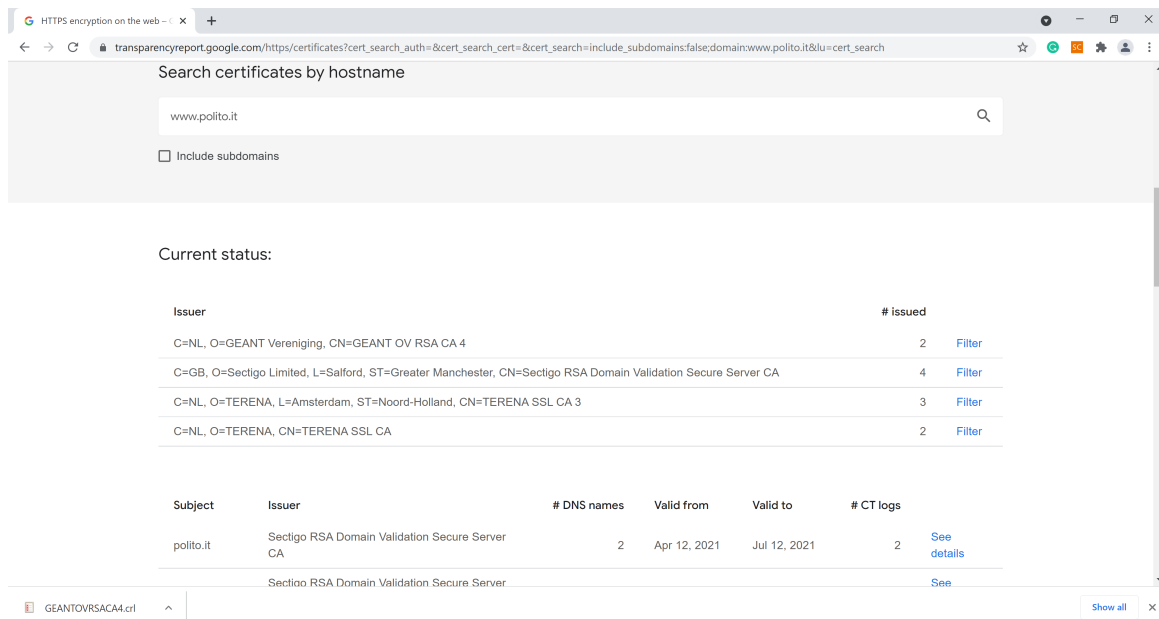 HTTPS encryption on the web –
transparencyreport.google.com/https/certificates?cert_search_auth=&cert_search_cert=&cert_search=include_subdomains:false;domain:www.polito.it&lu=cert_search
SC
Search certificates by hostname
www.polito.it
Include subdomains
Current status:
Issuer # issued
C=NL, O=GEANT Vereniging, CN=GEANT OV RSA CA 4 2 Filter
C=GB, O=Sectigo Limited, L=Salford, ST=Greater Manchester, CN=Sectigo RSA Domain Validation Secure Server CA 4 Filter
C=NL, O=TERENA, L=Amsterdam, ST=Noord-Holland, CN=TERENA SSL CA 3 3 Filter
C=NL, O=TERENA, CN=TERENA SSL CA 2 Filter
Subject Issuer # DNS names Valid from Valid to # CT logs
Sectigo RSA Domain Validation Secure Server See
polito.it 2 Apr 12, 2021 Jul 12, 2021 2
CA details
Sectigo RSA Domain Validation Secure Server See
GEANTOVRSACA4.crl Show all